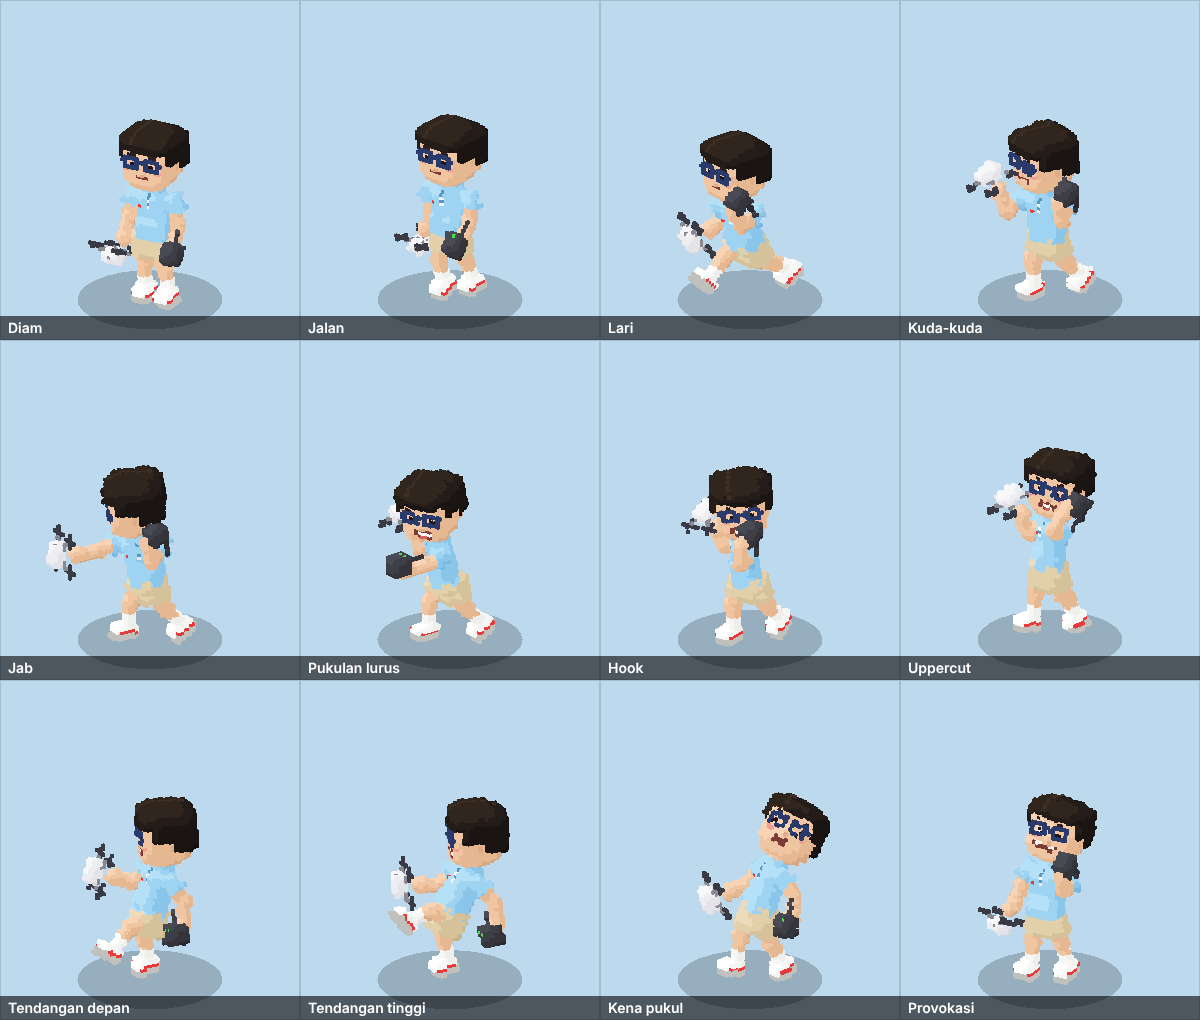 Diam
Jalan
Lari
Kuda-kuda
Jab
Pukulan lurus
Hook
Uppercut
Tendangan depan
Tendangan tinggi
Kena pukul
Provokasi